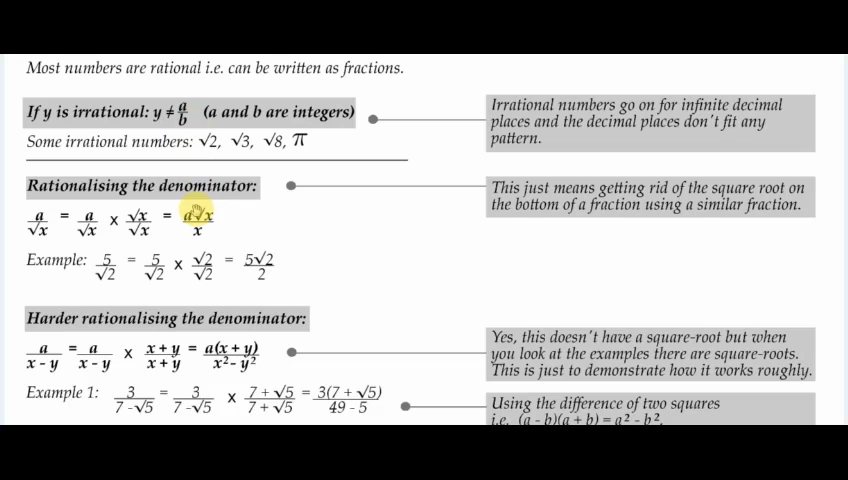 Most numbers are rational i.e. can be written as fractions.
If y is irrational: y ≠ a/b (a and b are integers)
Irrational numbers go on for infinite decimal
places and the decimal places don't fit any
pattern.
Some irrational numbers: √2, √3, √8, π
Rationalising the denominator:
This just means getting rid of the square root on
the bottom of a fraction using a similar fraction.
a/√x = a/√x x √x/√x = a√x/x
Example: 5/√2 = 5/√2 x √2/√2 = 5√2/2
Harder rationalising the denominator:
a/x - y = a/x - y x x + y/x + y = a(x + y)/x² - y²
Yes, this doesn't have a square-root but when
you look at the examples there are square-roots.
This is just to demonstrate how it works roughly.
Example 1: 3/7 -√5 = 3/7 -√5 x 7 + √5/7 + √5 = 3(7 + √5)/49 - 5
Using the difference of two squares
i.e. (a - b)(a + b) = a² - b².